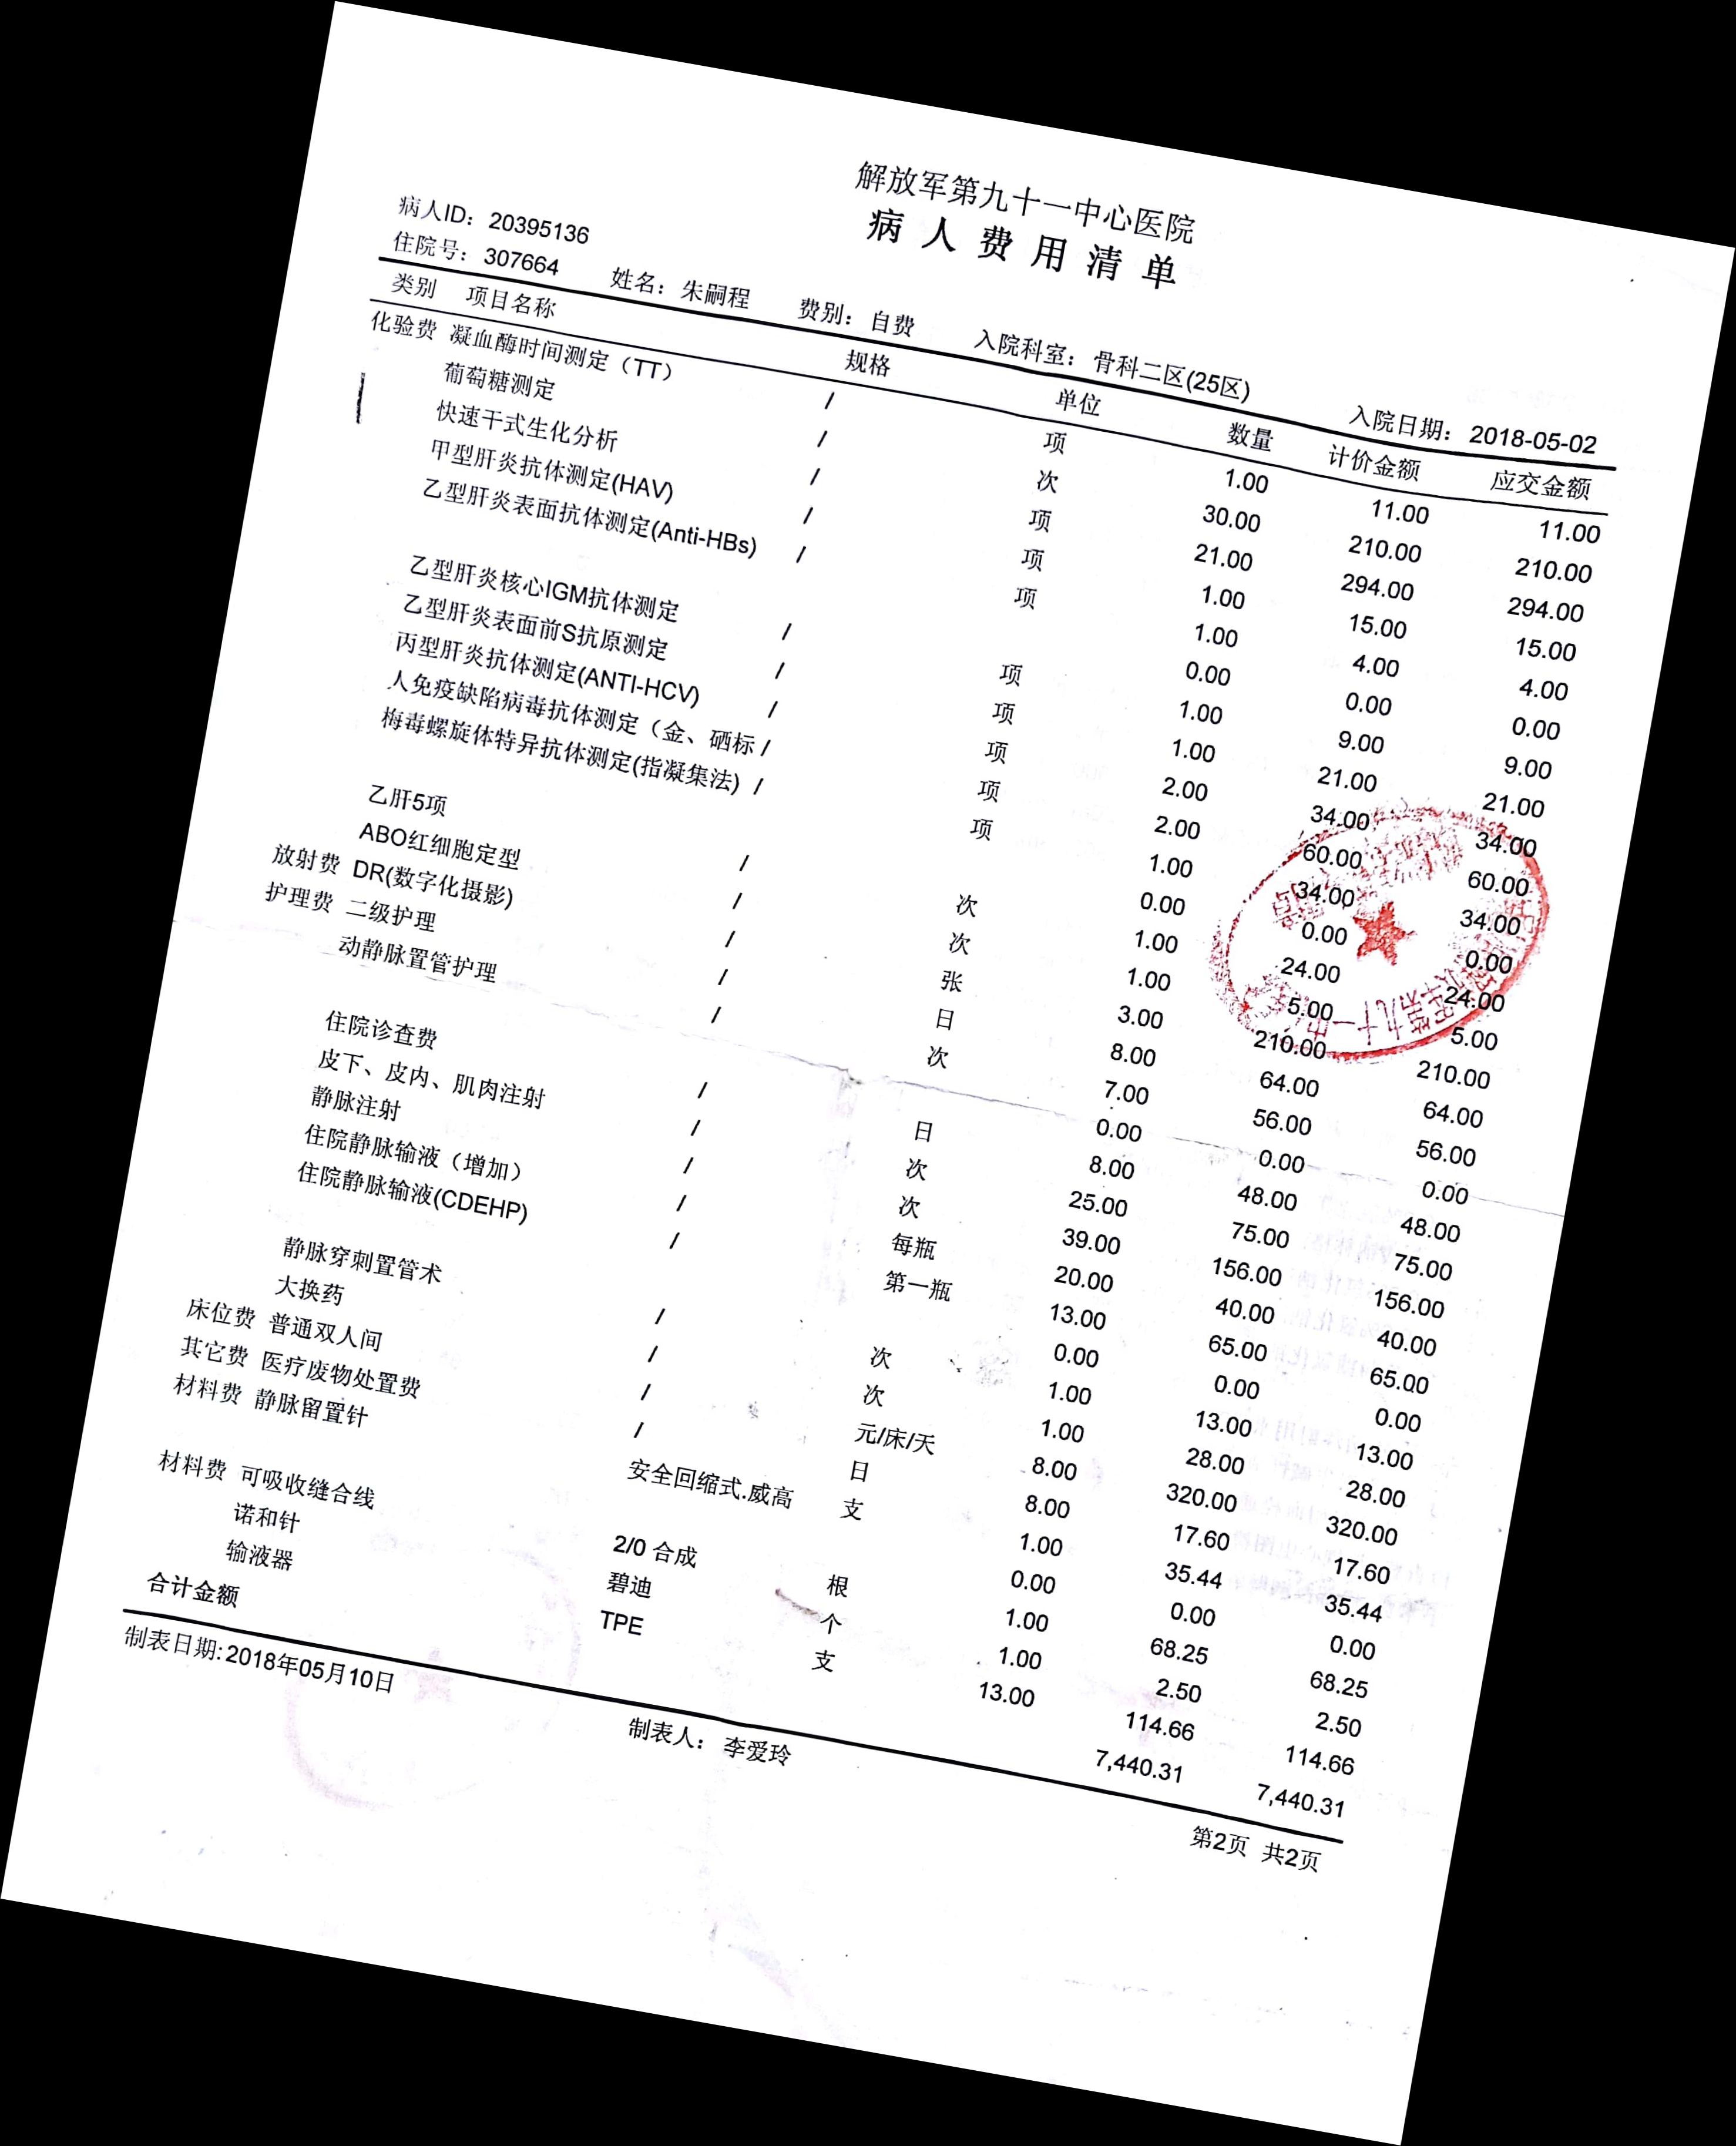 解放军第九十一中心医院
病人费用清单
病人ID：20395136
住院号：307664 姓名：朱嗣程 费别：自费 入院科室：骨科二区(25区) 入院日期：2018-05-02
类别 项目名称 规格 单位 数量 计价金额 应交金额
化验费 凝血酶时间测定（TT） / 项 1.00 11.00 11.00
葡萄糖测定 / 次 30.00 210.00 210.00
快速干式生化分析 / 项 21.00 294.00 294.00
甲型肝炎抗体测定(HAV) / 项 1.00 15.00 15.00
乙型肝炎表面抗体测定(Anti-HBs) / 项 1.00 4.00 4.00
0.00 0.00 0.00
乙型肝炎核心IGM抗体测定 / 项 1.00 9.00 9.00
乙型肝炎表面前S抗原测定 / 项 1.00 21.00 21.00
丙型肝炎抗体测定(ANTI-HCV) / 项 2.00 34.00 34.00
人免疫缺陷病毒抗体测定（金、硒标 / 项 2.00 60.00 60.00
梅毒螺旋体特异抗体测定(指凝集法) / 项 1.00 34.00 34.00
0.00 0.00 0.00
乙肝5项 / 次 1.00 24.00 24.00
ABO红细胞定型 / 次 1.00 5.00 5.00
放射费 DR(数字化摄影) / 张 3.00 210.00 210.00
护理费 二级护理 / 日 8.00 64.00 64.00
动静脉置管护理 / 次 7.00 56.00 56.00
0.00 0.00 0.00
住院诊查费 / 日 8.00 48.00 48.00
皮下、皮内、肌肉注射 / 次 25.00 75.00 75.00
静脉注射 / 次 39.00 156.00 156.00
住院静脉输液（增加） / 每瓶 20.00 40.00 40.00
住院静脉输液(CDEHP) / 第一瓶 13.00 65.00 65.00
0.00 0.00 0.00
静脉穿刺置管术 / 次 1.00 13.00 13.00
大换药 / 次 1.00 28.00 28.00
床位费 普通双人间 / 元/床/天 8.00 320.00 320.00
其它费 医疗废物处置费 / 日 8.00 17.60 17.60
材料费 静脉留置针 安全回缩式.威高 支 1.00 35.44 35.44
0.00 0.00 0.00
材料费 可吸收缝合线 2/0 合成 根 1.00 68.25 68.25
诺和针 碧迪 个 1.00 2.50 2.50
输液器 TPE 支 13.00 114.66 114.66
合计金额 7,440.31 7,440.31
制表日期:2018年05月10日 制表人：李爱玲 第2页 共2页